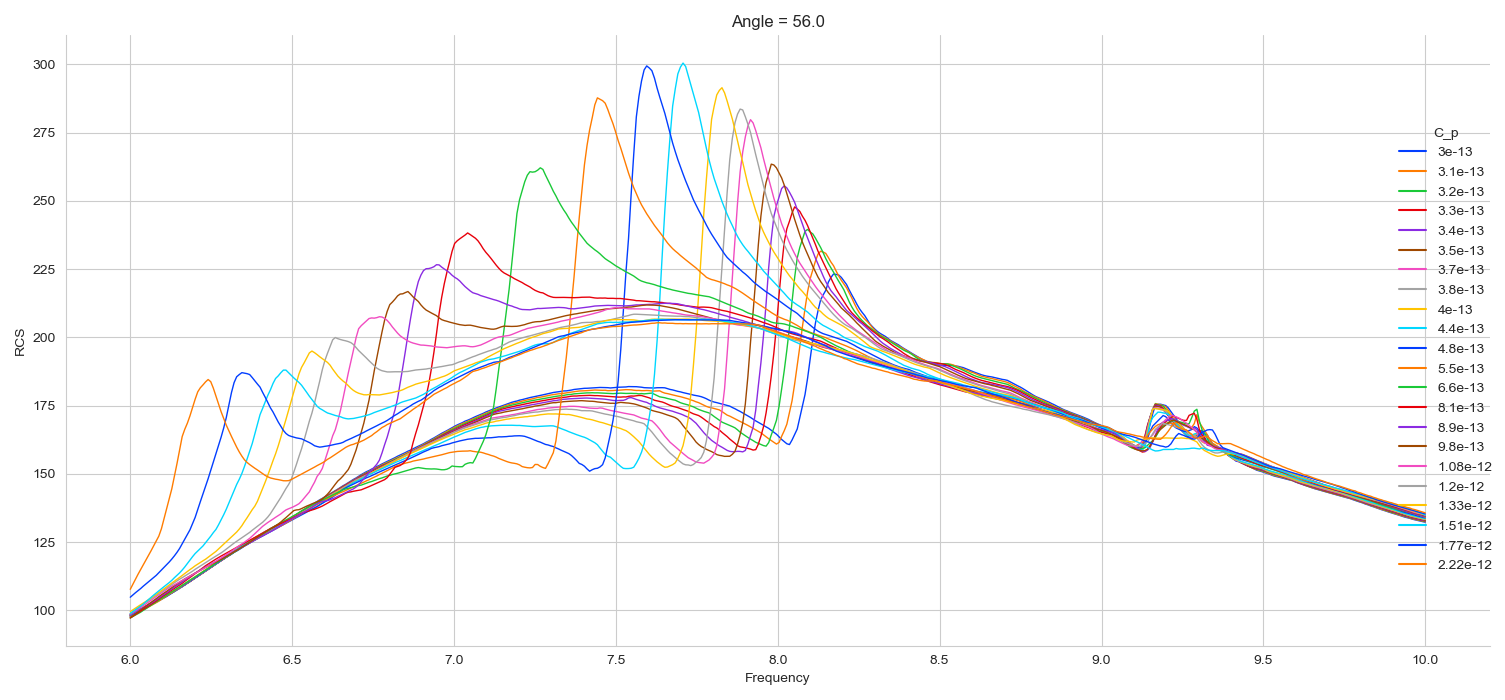 Angle = 56.0
RCS
300
275
250
225
200
175
150
125
100
6.0 6.5 7.0 7.5 8.0 8.5 9.0 9.5 10.0
Frequency
C_p
3e-13
3.1e-13
3.2e-13
3.3e-13
3.4e-13
3.5e-13
3.7e-13
3.8e-13
4e-13
4.4e-13
4.8e-13
5.5e-13
6.6e-13
8.1e-13
8.9e-13
9.8e-13
1.08e-12
1.2e-12
1.33e-12
1.51e-12
1.77e-12
2.22e-12